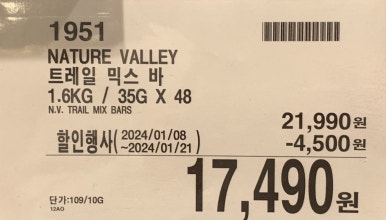 1951
NATURE VALLEY
트레일 믹스 바
1.6KG / 35G X 48
N.V. TRAIL MIX BARS
21,990원
할인행사(2024/01/08 ~2024/01/21) -4,500원
17,490원
단가:109/10G
12AO